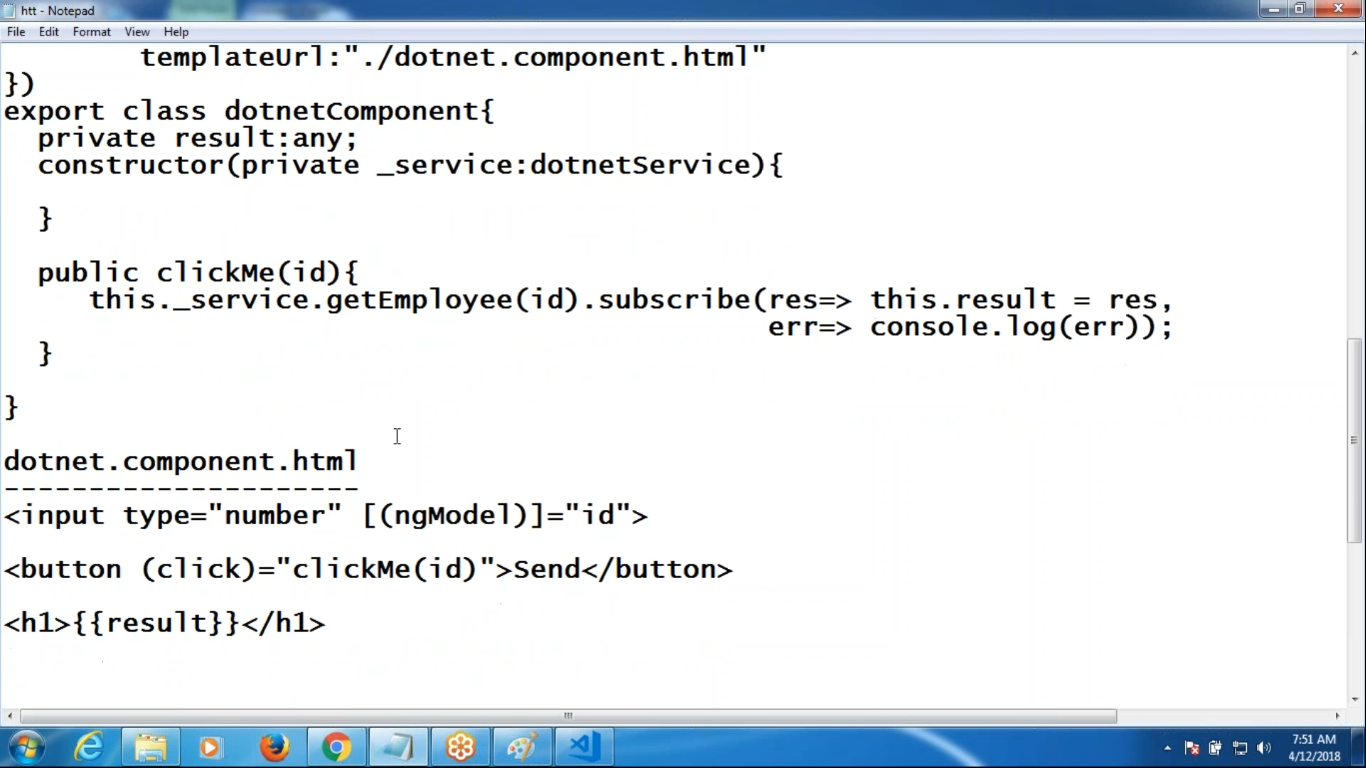 htt - Notepad
File Edit Format View Help
templateUrl:"./dotnet.component.html"
})
export class dotnetComponent{
private result:any;
constructor(private _service:dotnetService){
}
public clickMe(id){
this._service.getEmployee(id).subscribe(res=> this.result = res,
err=> console.log(err));
}
}
dotnet.component.html
---------------------
<input type="number" [(ngModel)]="id">
<button (click)="clickMe(id)">Send</button>
<h1>{{result}}</h1>
7:51 AM
4/12/2018